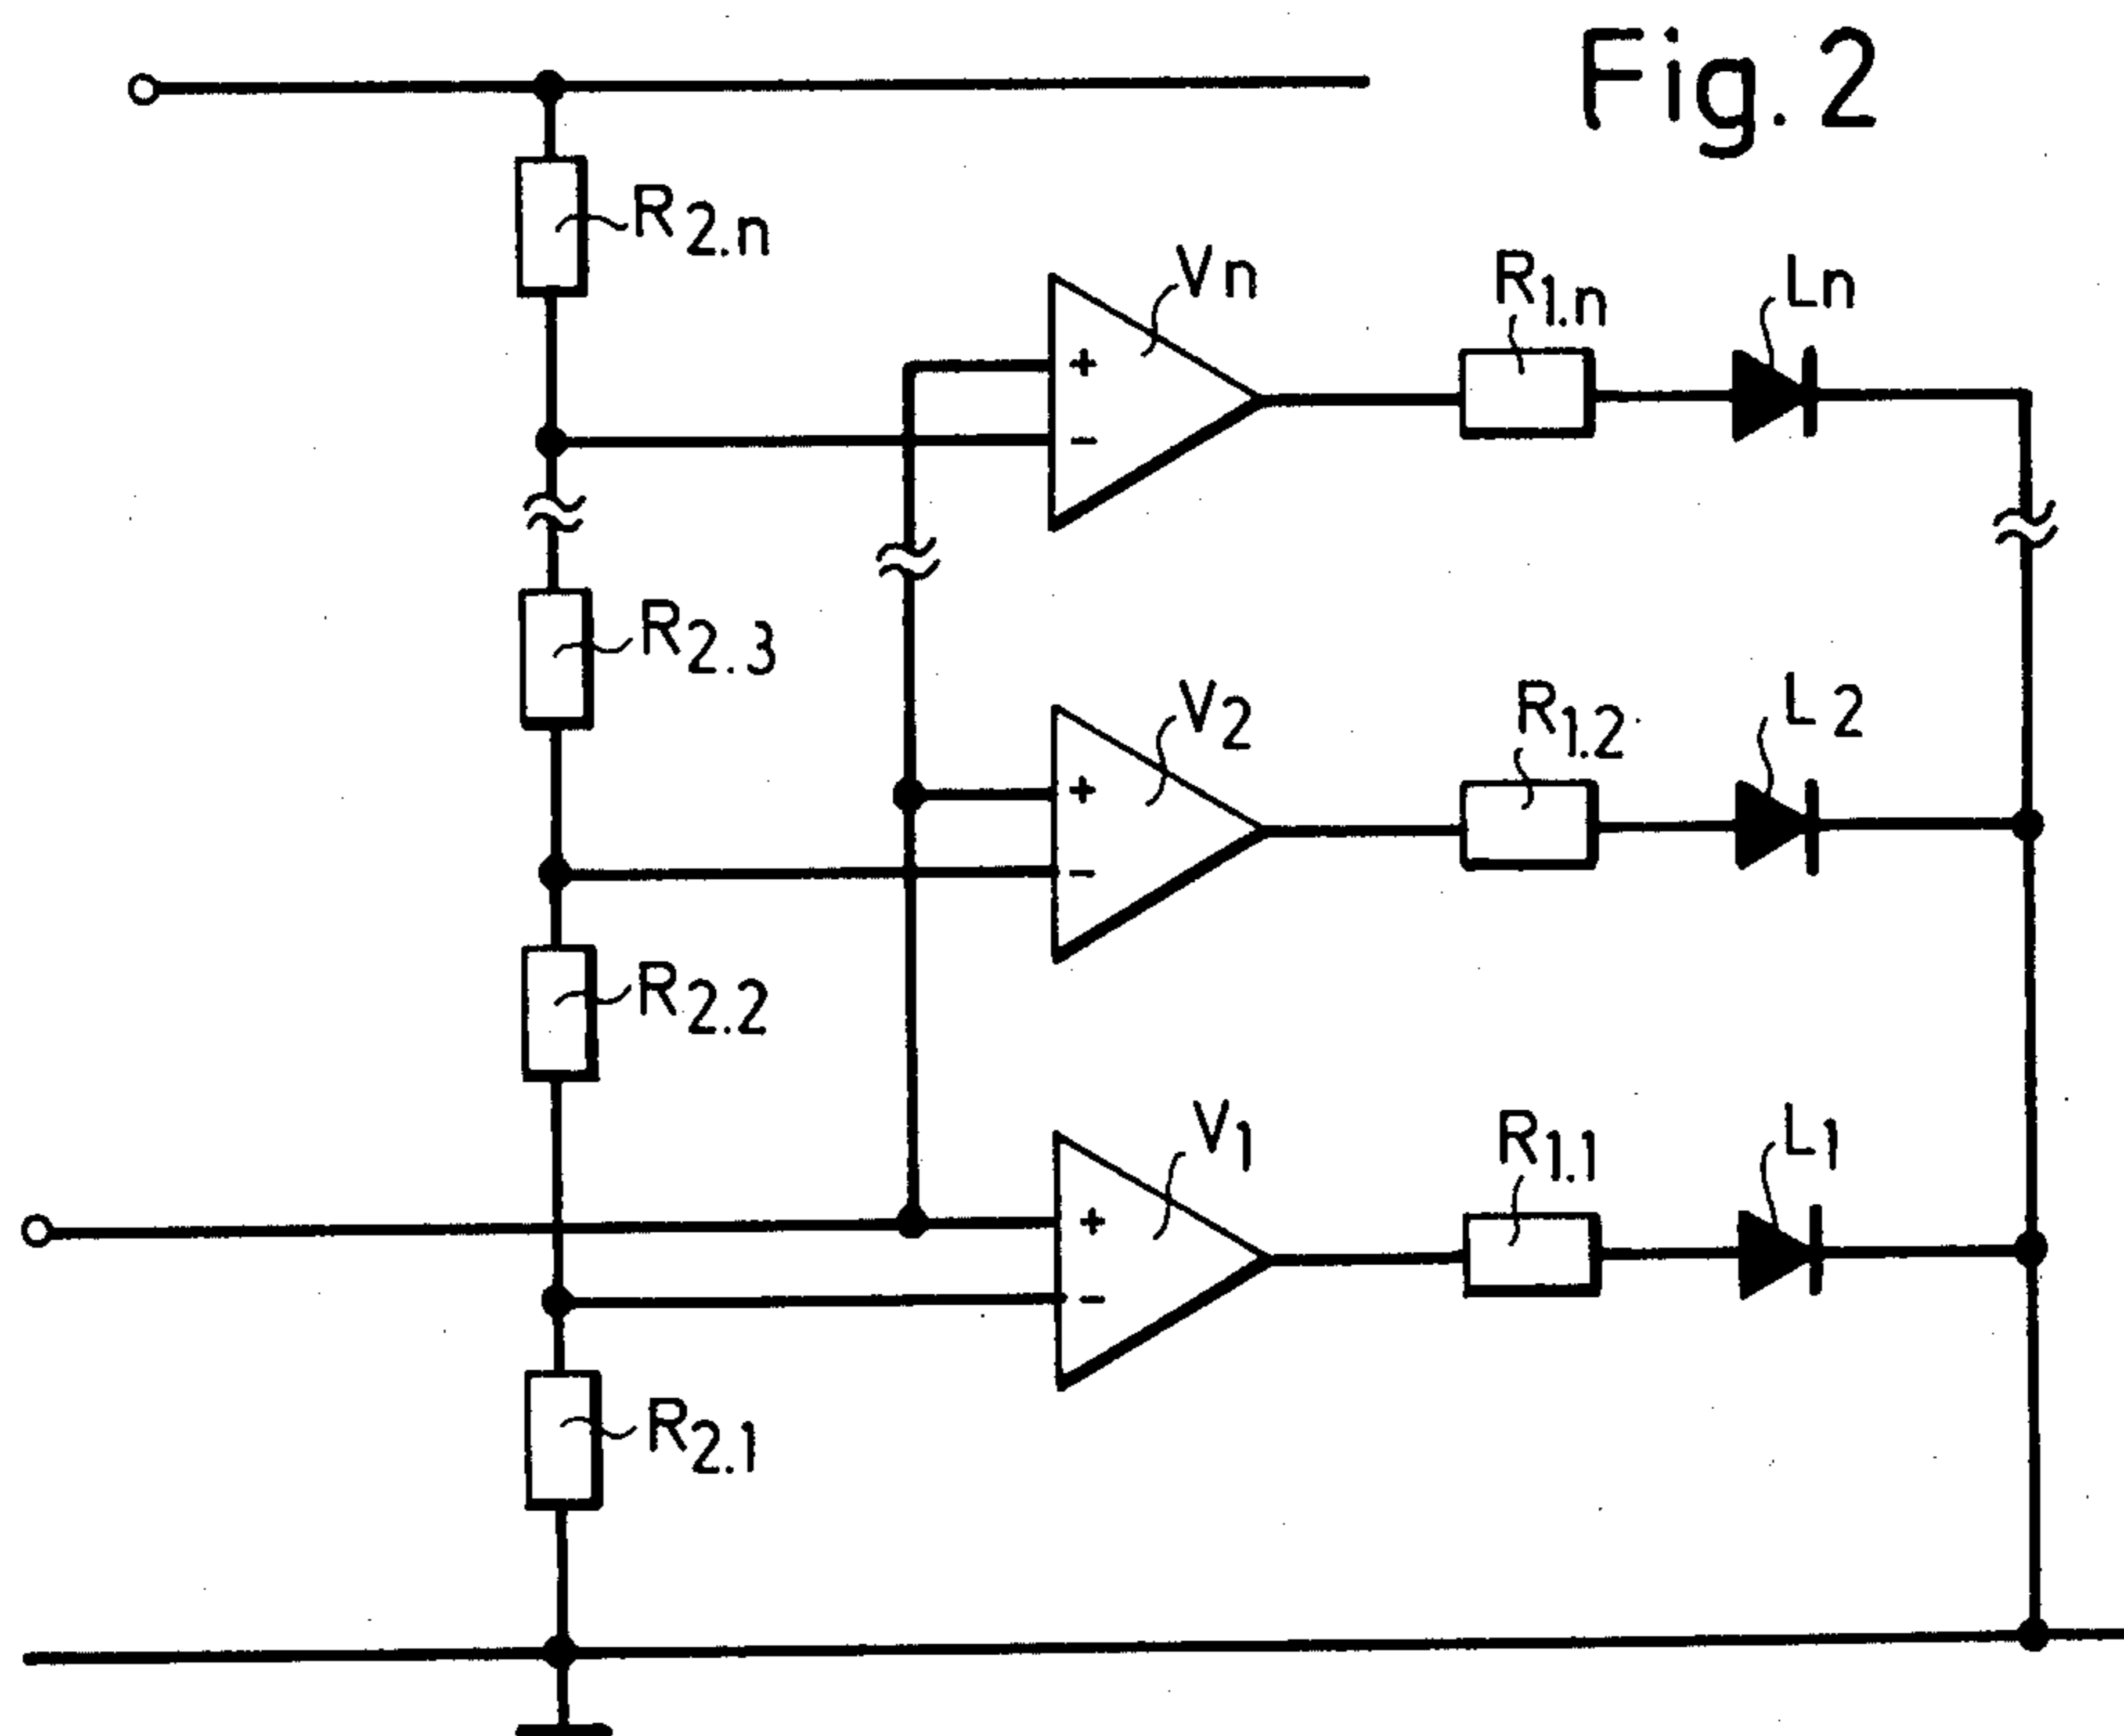 Fig. 2
R2.n
Vn
R1.n
Ln
+
-
R2.3
V2
R1.2
L2
+
-
R2.2
V1
R1.1
L1
+
-
R2.1